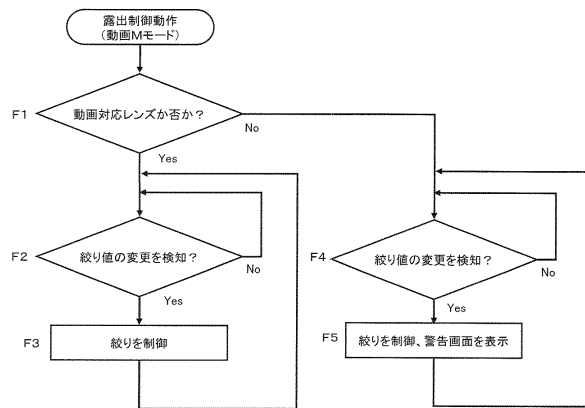 露出制御動作
(動画Mモード)
F1
動画対応レンズか否か？
No
Yes
F2
絞り値の変更を検知？
No
Yes
F3
絞りを制御
F4
絞り値の変更を検知？
No
Yes
F5
絞りを制御、警告画面を表示